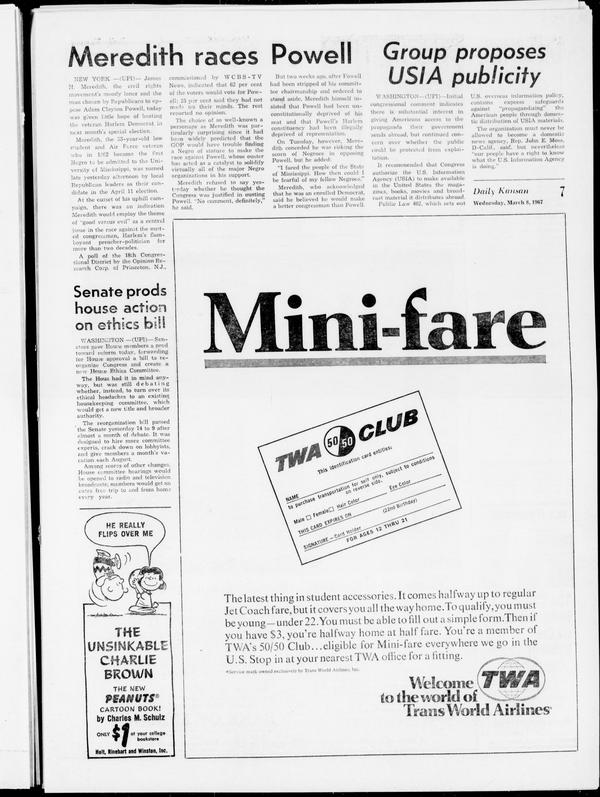 Meredith races Powell
NEW YORK —(UPI)— James
H. Meredith, the civil rights
movement's moody loner and the
man chosen by Republicans to op-
pose Adam Clayton Powell, today
was given little hope of beating
the veteran Harlem Democrat in
next month's special election.
Meredith, the 33-year-old law
student and Air Force veteran
who in 1962 became the first
Negro to be admitted to the Uni-
versity of Mississippi, was named
late yesterday afternoon by local
Republican leaders as their can-
didate in the April 11 election.
At the outset of his uphill cam-
paign, there was an indication
Meredith would employ the theme
of "good versus evil" as a central
issue in the race against the oust-
ed congressman, Harlem's flam-
boyant preacher-politician for
more than two decades.
A poll of the 18th Congres-
sional District by the Opinion Re-
search Corp. of Princeton, N.J.,
commissioned by WCBS-TV
News, indicated that 62 per cent
of the voters would vote for Pow-
ell; 25 per cent said they had not
made up their minds. The rest
reported no opinion.
The choice of so well-known a
personage as Meredith was par-
ticularly surprising since it had
been widely predicted that the
GOP would have trouble finding
a Negro of stature to make the
race against Powell, whose ouster
has acted as a catalyst to solidify
virtually all of the major Negro
organizations in his support.
Meredith refused to say yes-
terday whether he thought the
Congress was justified in ousting
Powell. "No comment, definitely,"
he said.
But two weeks ago, after Powell
had been stripped of his commit-
tee chairmanship and ordered to
stand aside, Meredith himself in-
sisted that Powell had been un-
constitutionally deprived of his
seat and that Powell's Harlem
constituency had been illegally
deprived of representation.
On Tuesday, however, Mere-
dith conceded he was risking the
scorn of Negroes in opposing
Powell, but he added:
"I faced the people of the State
of Mississippi. How then could I
be fearful of my fellow Negroes."
Meredith, who acknowledged
that he was an enrolled Democrat,
said he believed he would make
a better congressman than Powell.
Group proposes
USIA publicity
WASHINGTON—(UPI)—Initial
congressional comment indicates
there is substantial interest in
giving Americans access to the
propaganda their government
sends abroad, but continued con-
cern over whether the public
could be protected from exploi-
tation.
It recommended that Congress
authorize the U.S. Information
Agency (USIA) to make available
in the United States the maga-
zines, books, movies and broad-
cast material it distributes abroad.
Public Law 402, which sets out
U.S. overseas information policy,
contains express safeguards
against "propagandizing" the
American people through domes-
tic distribution of USIA materials.
The organization must never be
allowed to become a domestic
news agency, Rep. John E. Moss,
D-Calif., said, but nevertheless
"our people have a right to know
what the U.S. Information Agency
is doing."
Daily Kansan 7
Wednesday, March 8, 1967
Senate prods
house action
on ethics bill
WASHINGTON —(UPI)— Sen-
ators gave House members a prod
toward reform today, forwarding
for House approval a bill to re-
organize Congress and create a
new House Ethics Committee.
The House had it in mind any-
way, but was still debating
whether, instead, to turn over its
ethical headaches to an existing
housekeeping committee, which
would get a new title and broader
authority.
The reorganization bill passed
the Senate yesterday 74 to 9 after
almost a month of debate. It was
designed to hire more committee
experts, crack down on lobbyists,
and give members a month's va-
cation each August.
Among scores of other changes,
House committee hearings would
be opened to radio and television
broadcasts; members would get an
extra free trip to and from home
every year.
HE REALLY
FLIPS OVER ME
THE
UNSINKABLE
CHARLIE
BROWN
THE NEW
PEANUTS®
CARTOON BOOK!
by Charles M. Schulz
ONLY $1 at your college
bookstore
Holt, Rinehart and Winston, Inc.
Mini-fare
TWA 50/50 CLUB
This identification card entitles:
NAME
to purchase transportation for self only, subject to conditions
on reverse side.
Male Female Hair Color Eye Color
THIS CARD EXPIRES ON (22nd Birthday)
SIGNATURE — Card Holder
FOR AGES 12 THRU 21
The latest thing in student accessories. It comes halfway up to regular
Jet Coach fare, but it covers you all the way home. To qualify, you must
be young—under 22. You must be able to fill out a simple form. Then if
you have $3, you're halfway home at half fare. You're a member of
TWA's 50/50 Club...eligible for Mini-fare everywhere we go in the
U.S. Stop in at your nearest TWA office for a fitting.
*Service mark owned exclusively by Trans World Airlines, Inc.
Welcome TWA
to the world of
Trans World Airlines*